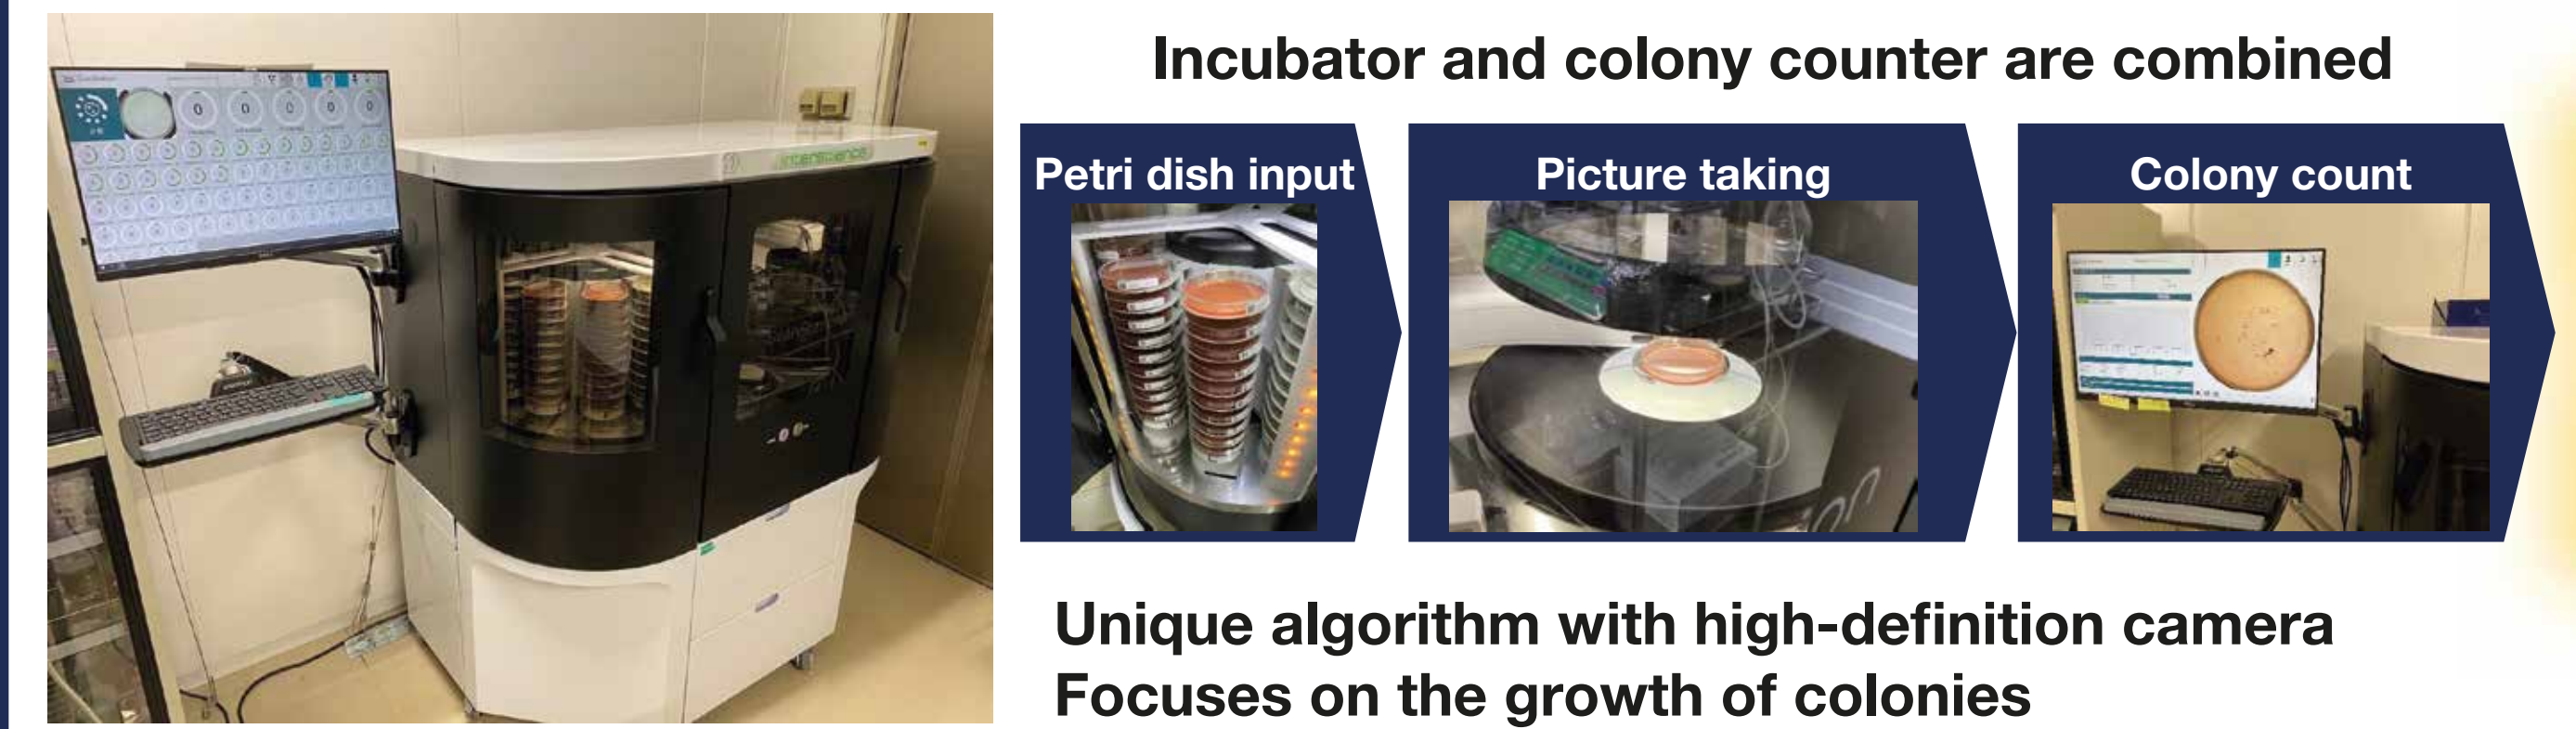 interscience
Incubator and colony counter are combined
Petri dish input
Picture taking
Colony count
Unique algorithm with high-definition camera
Focuses on the growth of colonies